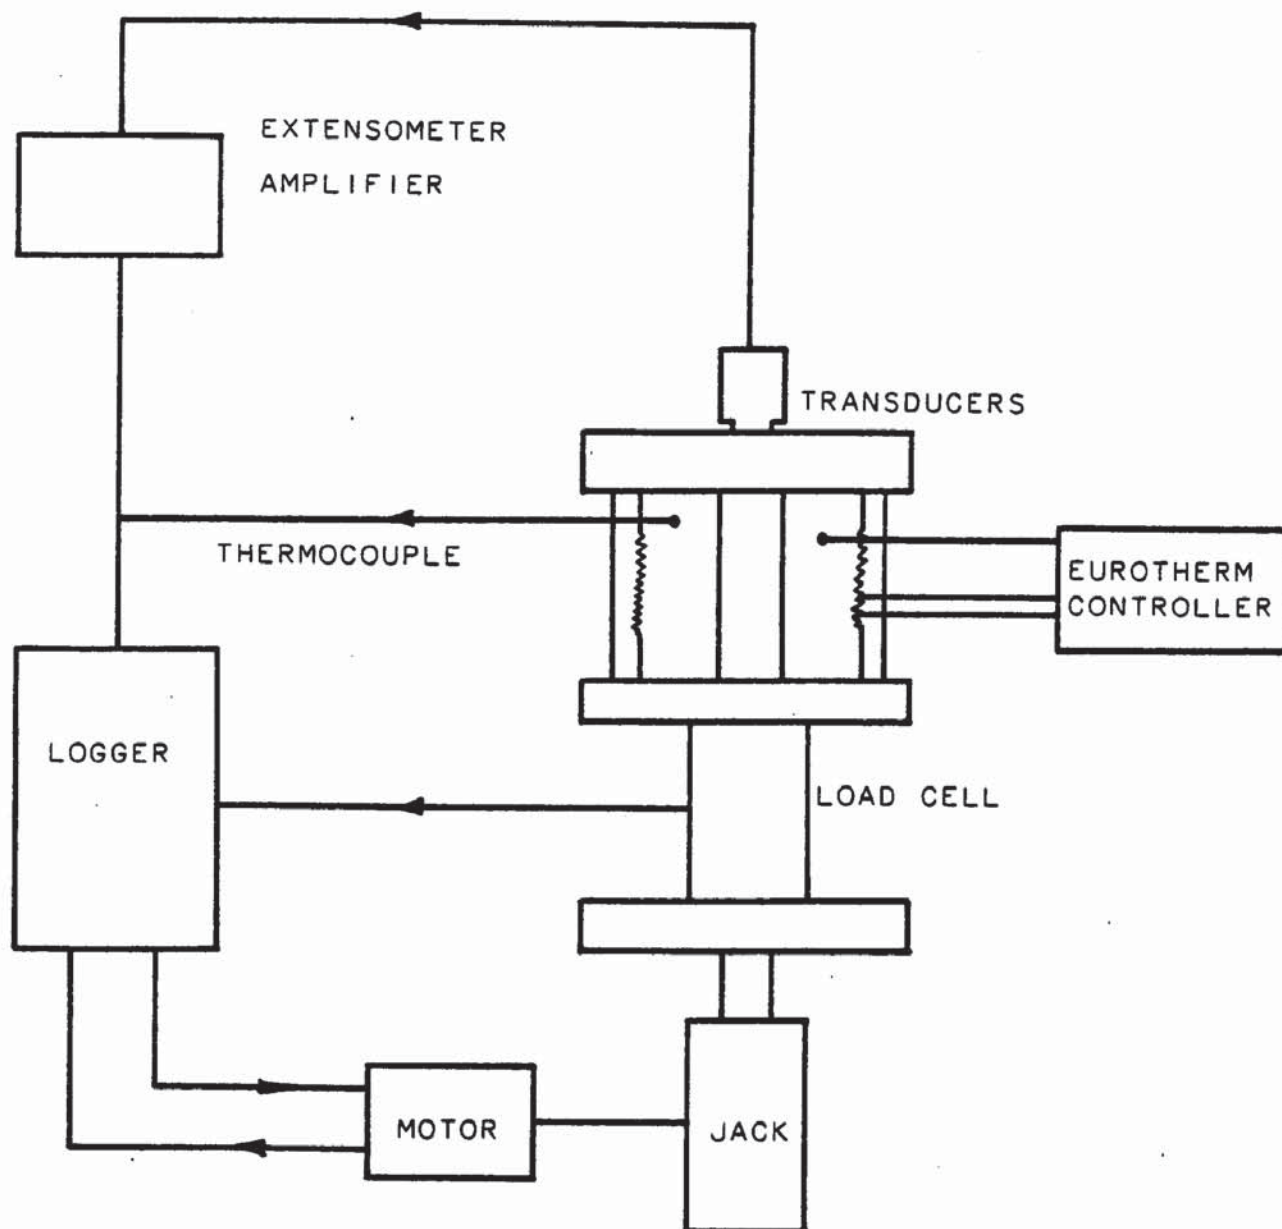 EXTENSOMETER
AMPLIFIER
TRANSDUCERS
THERMOCOUPLE
EUROTHERM
CONTROLLER
LOGGER
LOAD CELL
MOTOR
JACK